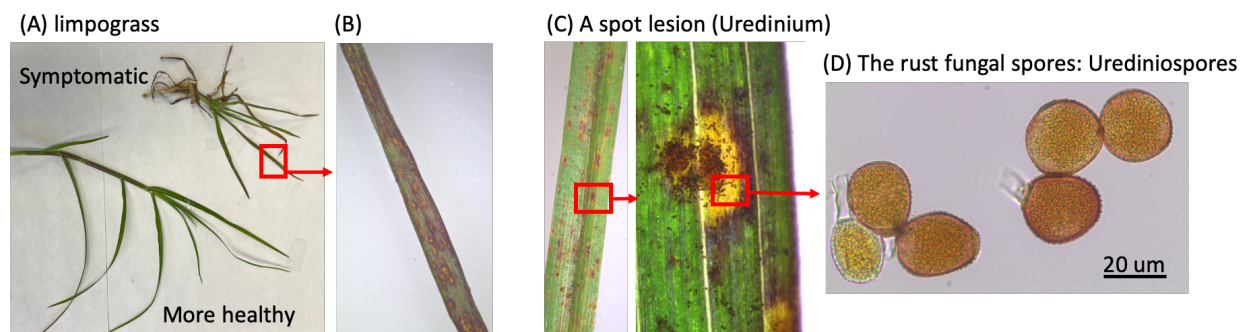 (A) limpograss
(B)
(C) A spot lesion (Uredinium)
(D) The rust fungal spores: Urediniospores
Symptomatic
More healthy
20 um